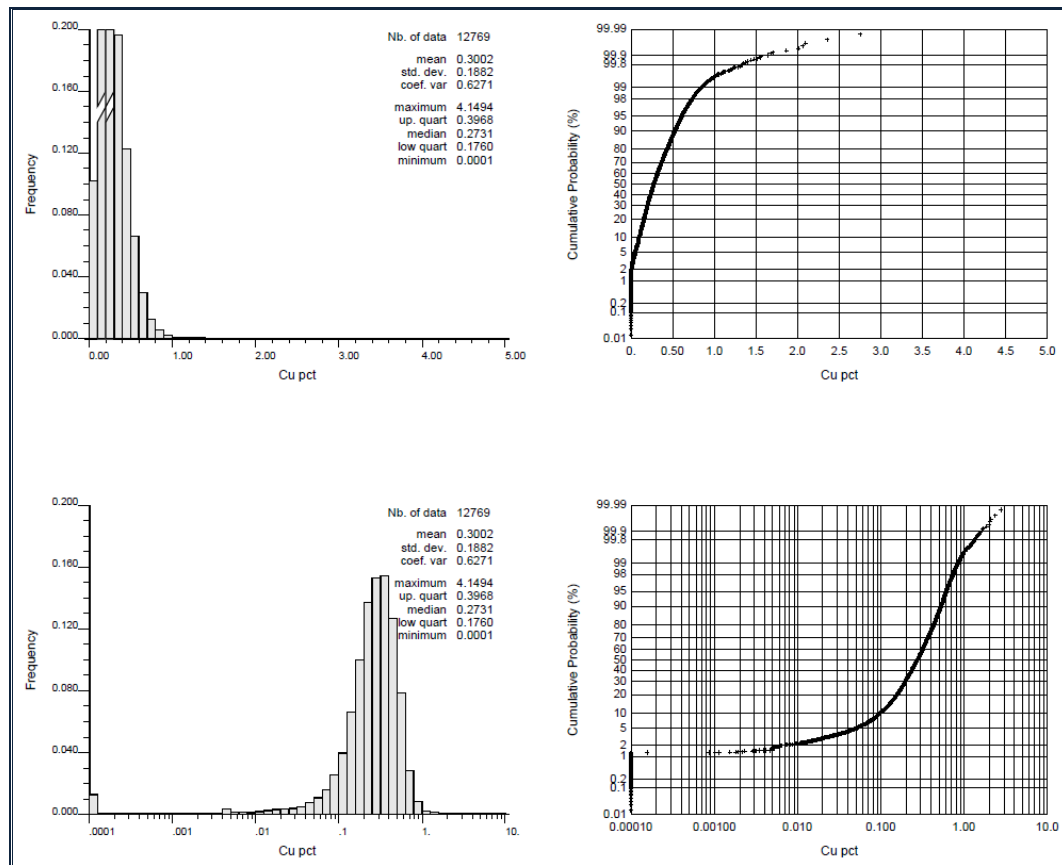 Nb. of data 12769
mean 0.3002
std. dev. 0.1882
coef. var 0.6271
maximum 4.1494
up. quart 0.3968
median 0.2731
low quart 0.1760
minimum 0.0001
Frequency
0.200
0.160
0.120
0.080
0.040
0.000
0.00 1.00 2.00 3.00 4.00 5.00
Cu pct
Cumulative Probability (%)
99.99
99.9
99.8
99
98
95
90
80
70
60
50
40
30
20
10
5
2
1
0.2
0.1
0.01
0. 0.50 1.0 1.5 2.0 2.5 3.0 3.5 4.0 4.5 5.0
Cu pct
Nb. of data 12769
mean 0.3002
std. dev. 0.1882
coef. var 0.6271
maximum 4.1494
up. quart 0.3968
median 0.2731
low quart 0.1760
minimum 0.0001
Frequency
0.200
0.160
0.120
0.080
0.040
0.000
.0001 .001 .01 .1 1. 10.
Cu pct
Cumulative Probability (%)
99.99
99.9
99.8
99
98
95
90
80
70
60
50
40
30
20
10
5
2
1
0.2
0.1
0.01
0.00010 0.00100 0.010 0.100 1.00 10.0
Cu pct